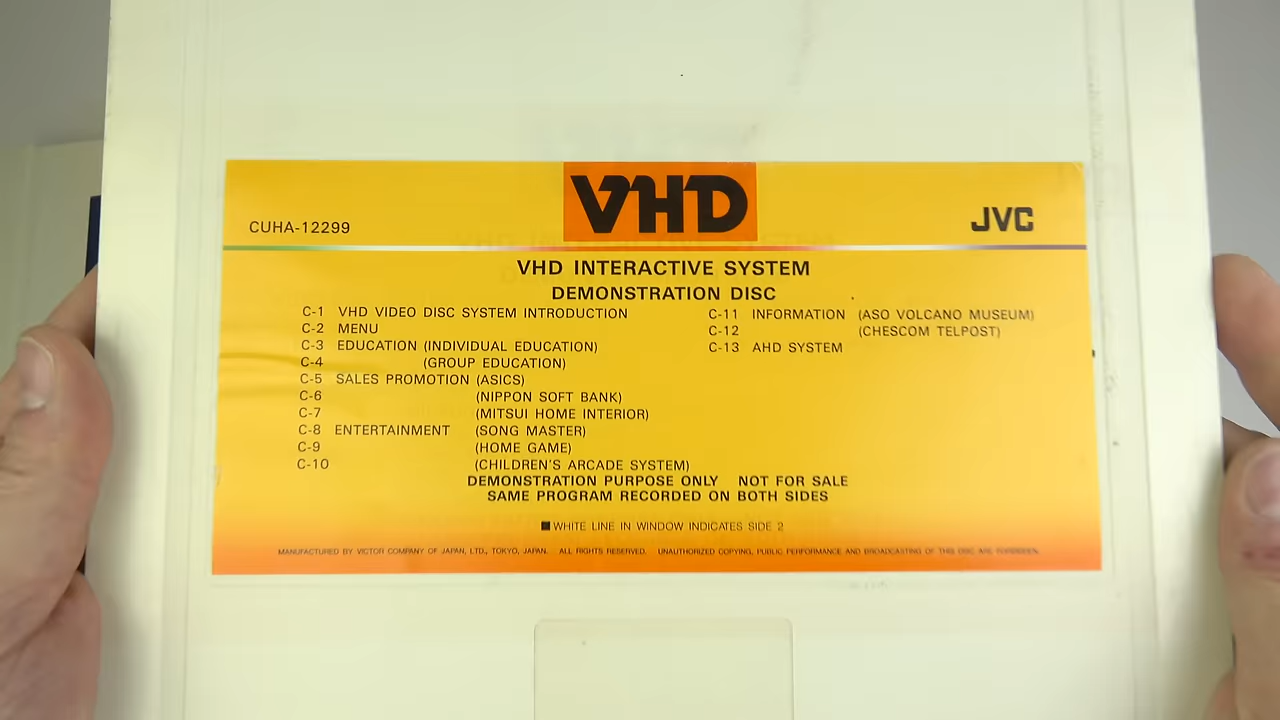 VHD
CUHA-12299
JVC
VHD INTERACTIVE SYSTEM
DEMONSTRATION DISC
C-1 VHD VIDEO DISC SYSTEM INTRODUCTION
C-2 MENU
C-3 EDUCATION (INDIVIDUAL EDUCATION)
C-4 (GROUP EDUCATION)
C-5 SALES PROMOTION (ASICS)
C-6 (NIPPON SOFT BANK)
C-7 (MITSUI HOME INTERIOR)
C-8 ENTERTAINMENT (SONG MASTER)
C-9 (HOME GAME)
C-10 (CHILDREN'S ARCADE SYSTEM)
C-11 INFORMATION (ASO VOLCANO MUSEUM)
C-12 (CHESCOM TELPOST)
C-13 AHD SYSTEM
DEMONSTRATION PURPOSE ONLY NOT FOR SALE
SAME PROGRAM RECORDED ON BOTH SIDES
■ WHITE LINE IN WINDOW INDICATES SIDE 2
MANUFACTURED BY VICTOR COMPANY OF JAPAN, LTD., TOKYO, JAPAN. ALL RIGHTS RESERVED. UNAUTHORIZED COPYING, PUBLIC PERFORMANCE AND BROADCASTING OF THIS DISC ARE FORBIDDEN.